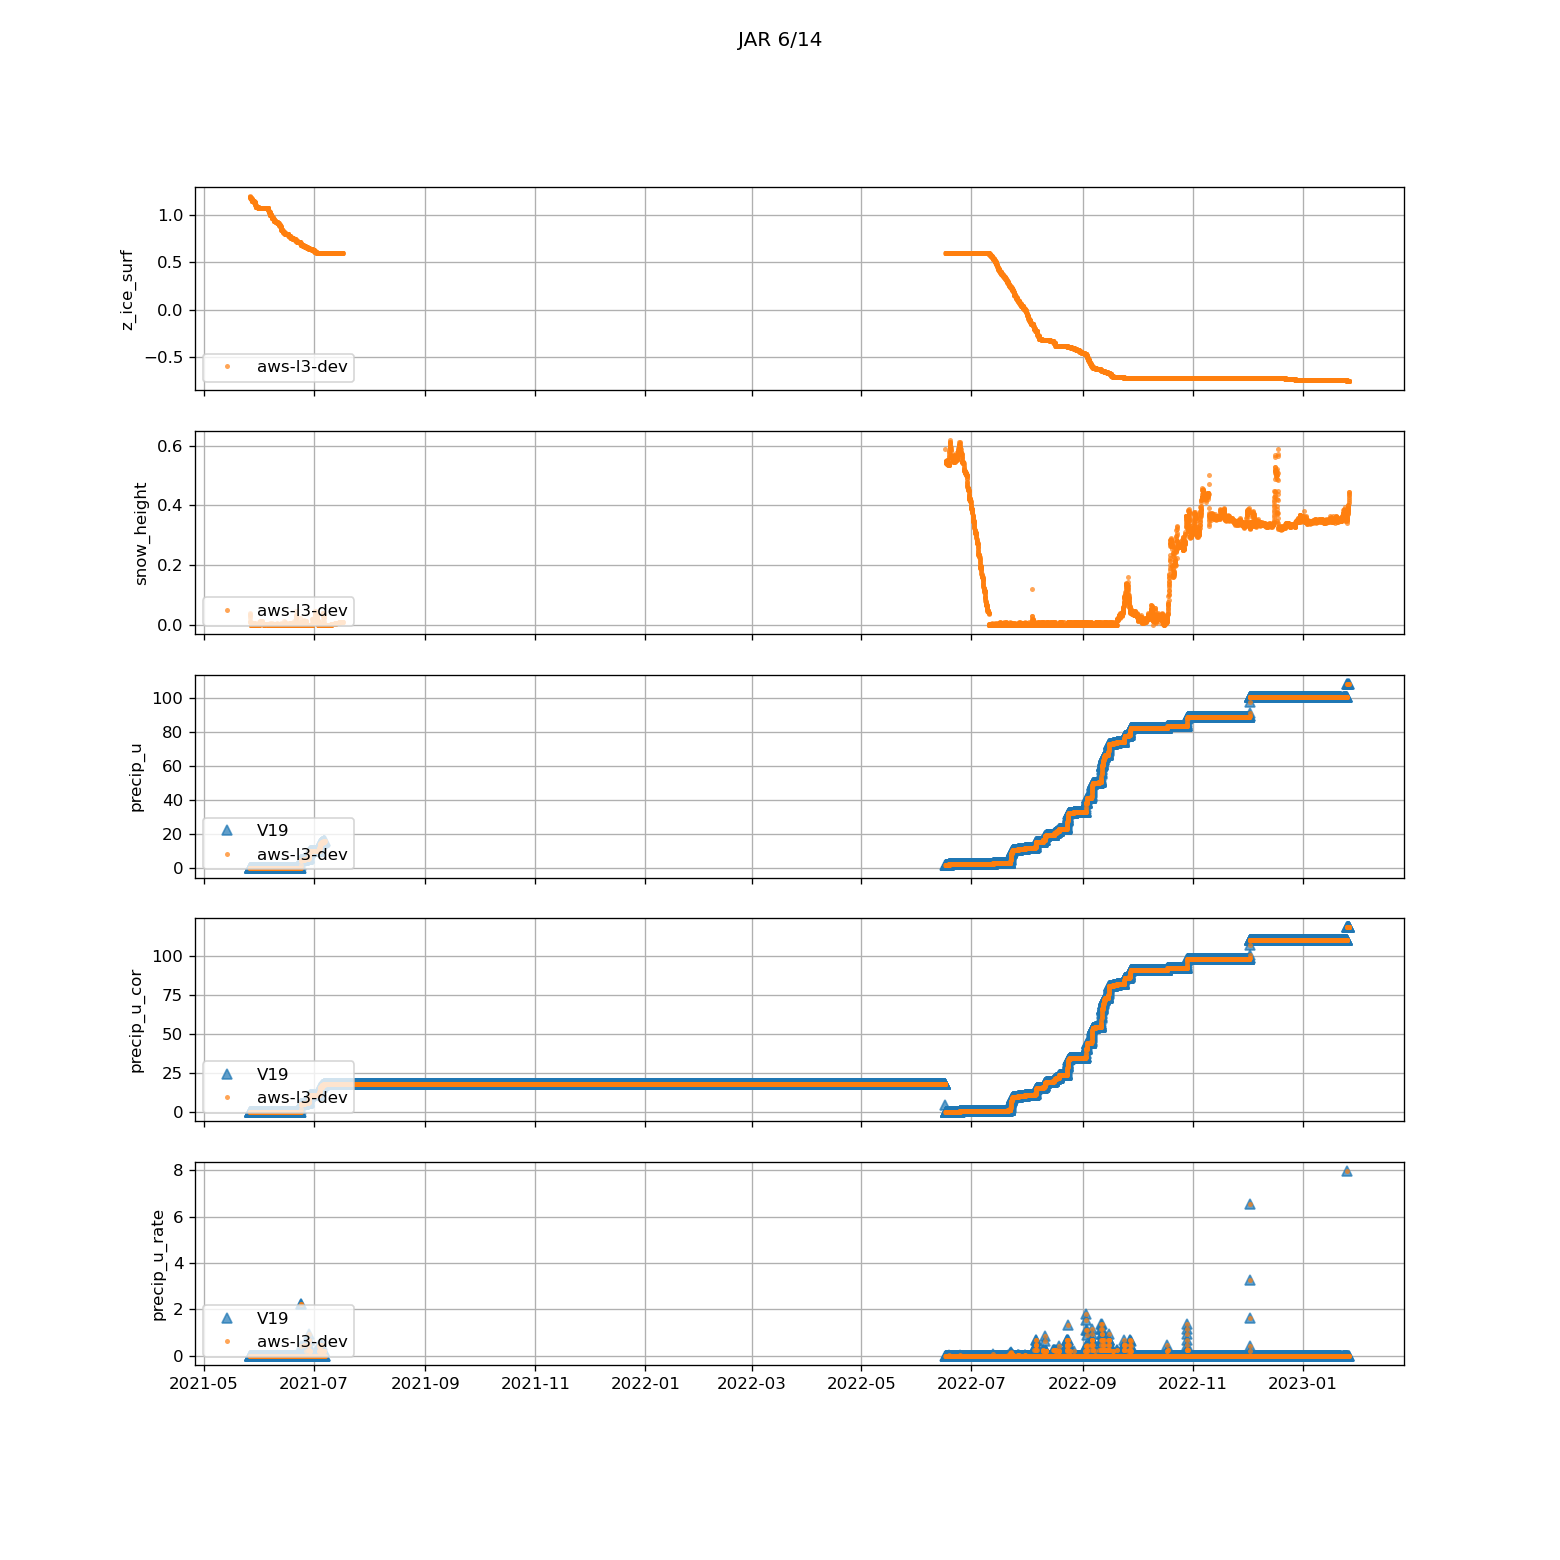 JAR 6/14
1.0
0.5
0.0
−0.5
z_ice_surf
aws-l3-dev
0.6
0.4
0.2
0.0
snow_height
aws-l3-dev
100
80
60
40
20
0
precip_u
V19
aws-l3-dev
100
75
50
25
0
precip_u_cor
V19
aws-l3-dev
8
6
4
2
0
precip_u_rate
V19
aws-l3-dev
2021-05 2021-07 2021-09 2021-11 2022-01 2022-03 2022-05 2022-07 2022-09 2022-11 2023-01